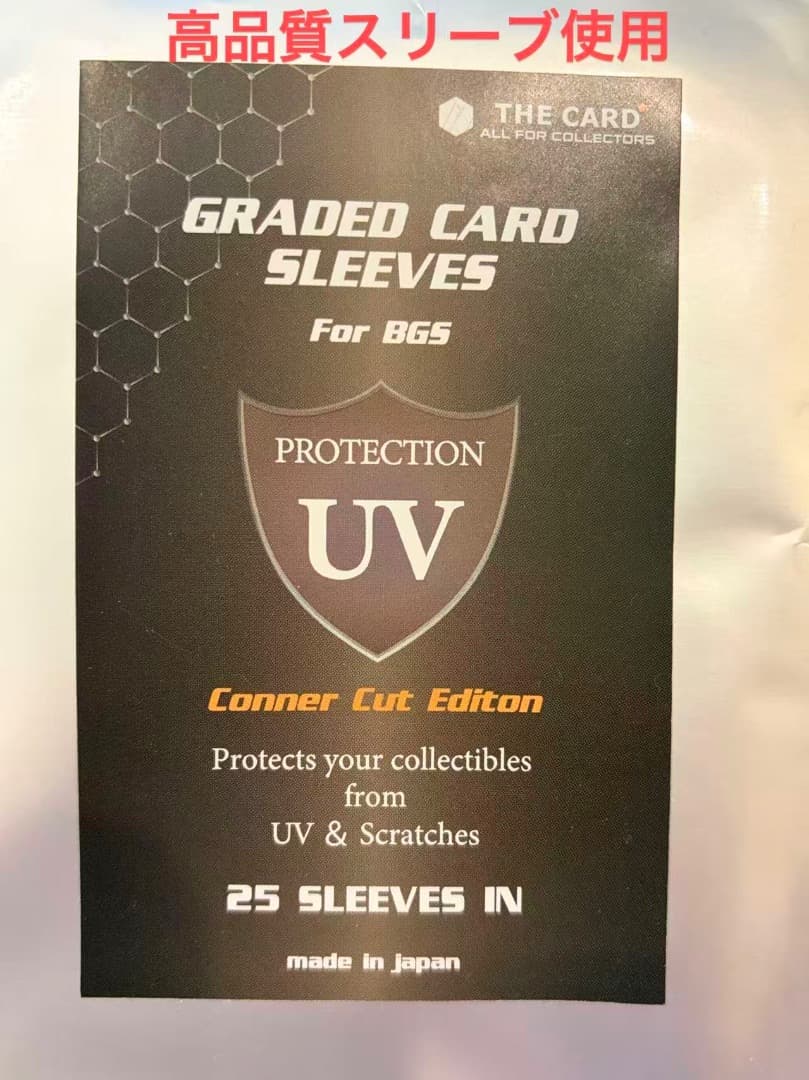 高品質スリーブ使用
THE CARD
ALL FOR COLLECTORS
GRADED CARD
SLEEVES
For BGS
PROTECTION
UV
Conner Cut Editon
Protects your collectibles
from
UV & Scratches
25 SLEEVES IN
made in japan